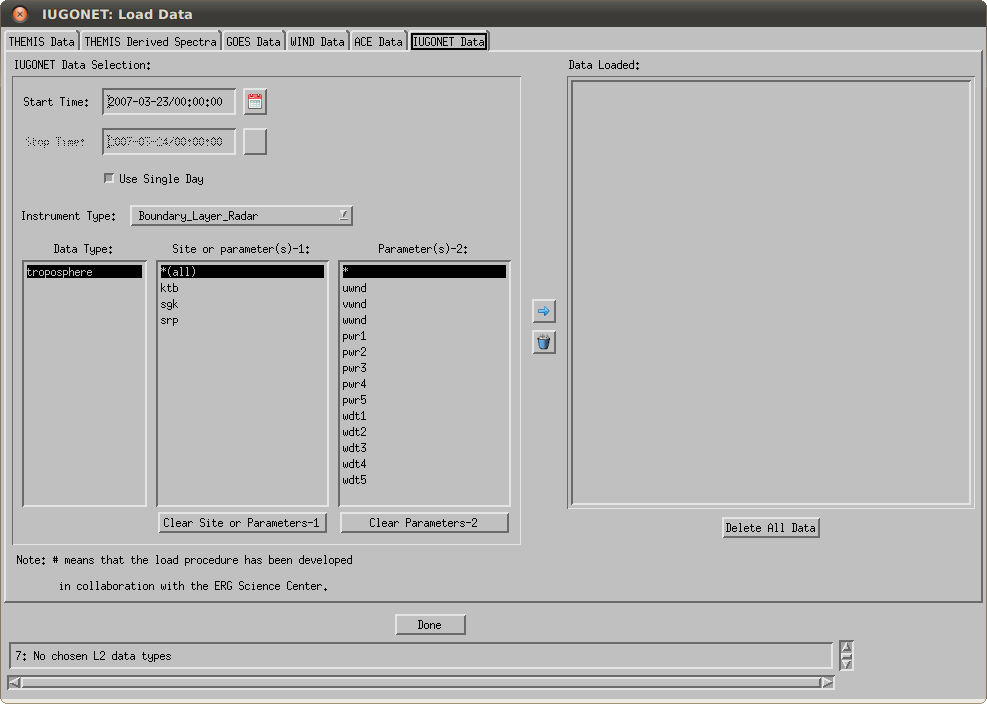 IUGONET: Load Data
THEMIS Data THEMIS Derived Spectra GOES Data WIND Data ACE Data IUGONET Data
IUGONET Data Selection:
Data Loaded:
Start Time: 2007-03-23/00:00:00
Stop Time: 2007-03-24/00:00:00
Use Single Day
Instrument Type: Boundary_Layer_Radar
Data Type: Site or parameter(s)-1: Parameter(s)-2:
troposphere *(all) *
ktb uwnd
sgk vwnd
srp wwnd
pwr1
pwr2
pwr3
pwr4
pwr5
wdt1
wdt2
wdt3
wdt4
wdt5
Clear Site or Parameters-1 Clear Parameters-2
Delete All Data
Note: # means that the load procedure has been developed
in collaboration with the ERG Science Center.
Done
7: No chosen L2 data types